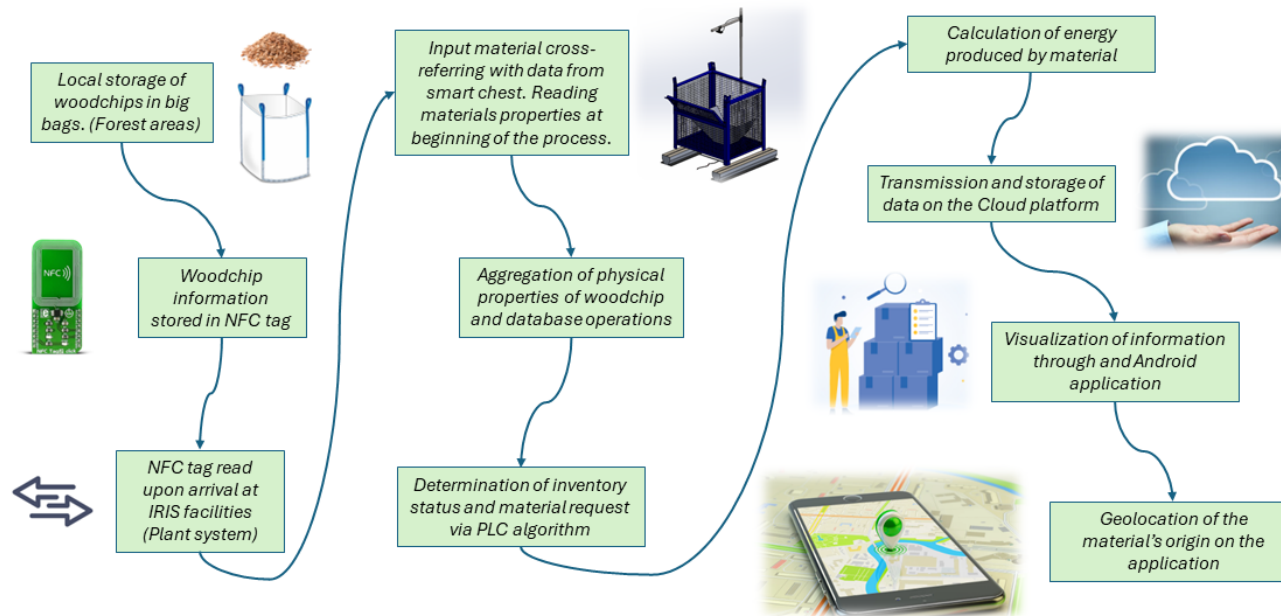 Local storage of
woodchips in big
bags. (Forest areas)
Woodchip
information
stored in NFC tag
NFC
NFC tag read
upon arrival at
IRIS facilities
(Plant system)
Input material cross-
referring with data from
smart chest. Reading
materials properties at
beginning of the process.
Aggregation of physical
properties of woodchip
and database operations
Determination of inventory
status and material request
via PLC algorithm
Calculation of energy
produced by material
Transmission and storage of
data on the Cloud platform
Visualization of information
through and Android
application
Geolocation of the
material's origin on the
application